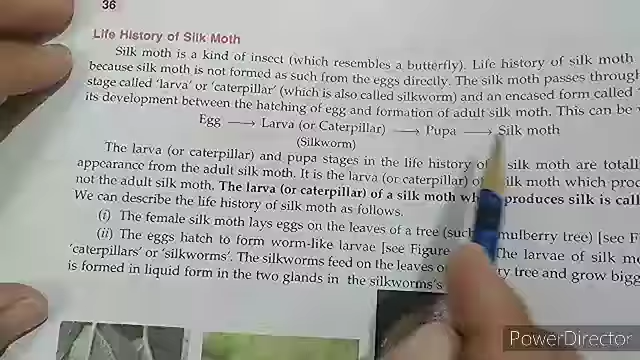 36
Life History of Silk Moth
Silk moth is a kind of insect (which resembles a butterfly). Life history of silk moth
because silk moth is not formed as such from the eggs directly. The silk moth passes through
stage called 'larva' or 'caterpillar' (which is also called silkworm) and an encased form called
its development between the hatching of egg and formation of adult silk moth. This can be
Egg → Larva (or Caterpillar) → Pupa → Silk moth
(Silkworm)
The larva (or caterpillar) and pupa stages in the life history of silk moth are totall
appearance from the adult silk moth. It is the larva (or caterpillar) of silk moth which prod
not the adult silk moth. The larva (or caterpillar) of a silk moth wh produces silk is call
We can describe the life history of silk moth as follows.
(i) The female silk moth lays eggs on the leaves of a tree (such mulberry tree) [see F
(ii) The eggs hatch to form worm-like larvae [see Figure The larvae of silk mo
'caterpillars' or 'silkworms'. The silkworms feed on the leaves o ry tree and grow bigg
is formed in liquid form in the two glands in the silkworms's
PowerDirector